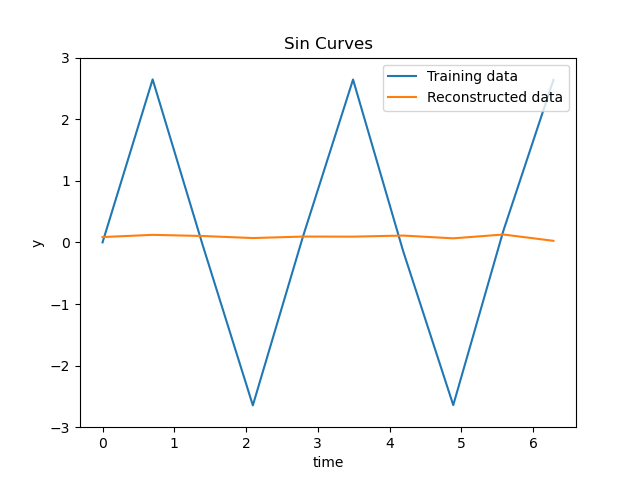 Sin Curves
Training data
Reconstructed data
3
2
1
0
−1
−2
−3
y
0 1 2 3 4 5 6
time